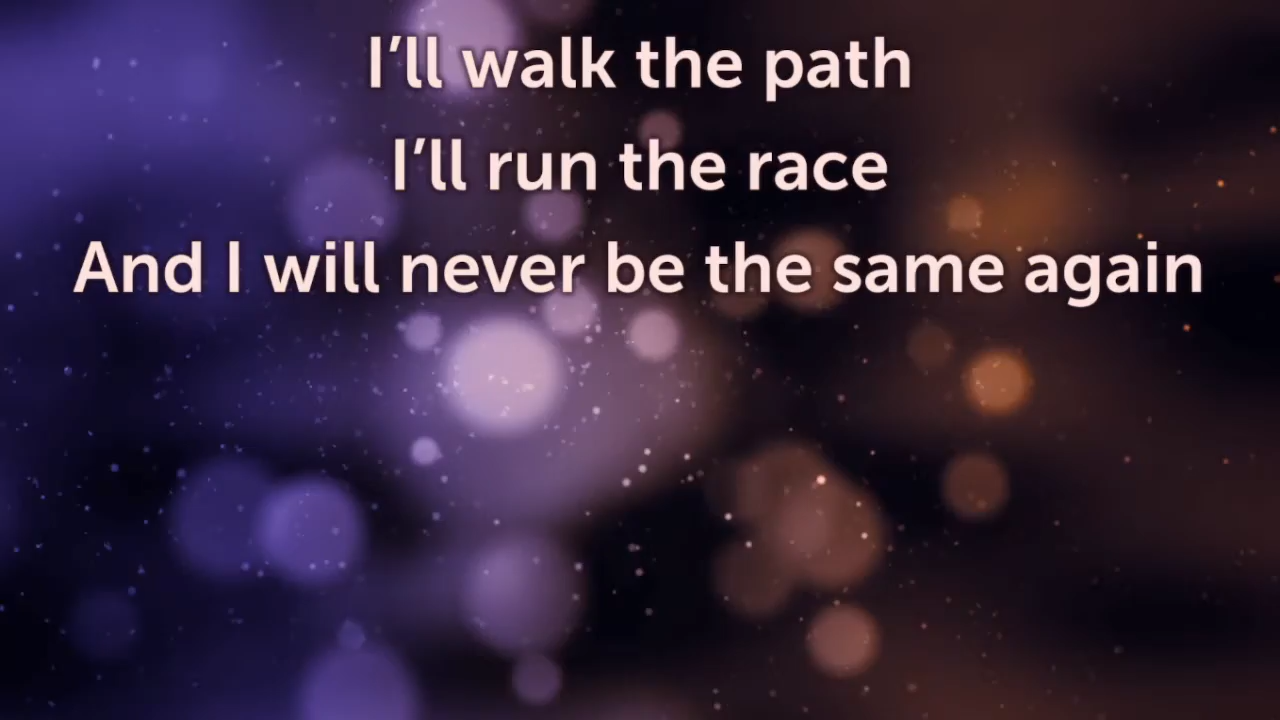 I’ll walk the path
I’ll run the race
And I will never be the same again